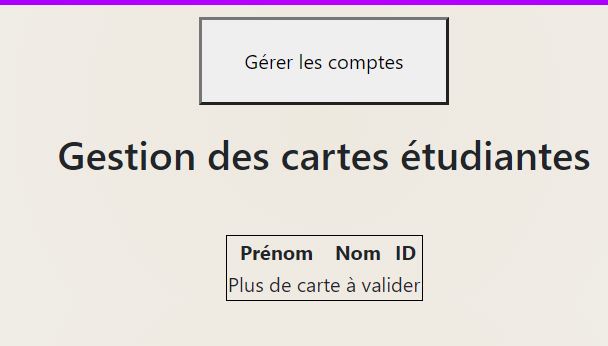 Gérer les comptes
Gestion des cartes étudiantes
Prénom Nom ID
Plus de carte à valider